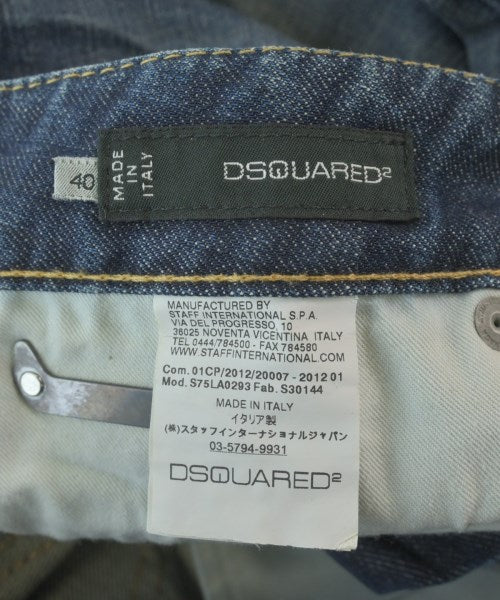 40
MADE
IN
ITALY
DSQUARED2
MANUFACTURED BY
STAFF INTERNATIONAL S.P.A.
VIA DEL PROGRESSO, 10
36025 NOVENTA VICENTINA ITALY
TEL 0444/784500 - FAX 784580
WWW.STAFFINTERNATIONAL.COM
Com. 01CP/2012/20007 - 2012 01
Mod. S75LA0293 Fab. S30144
MADE IN ITALY
イタリア製
(株)スタッフインターナショナルジャパン
03-5794-9931
DSQUARED2